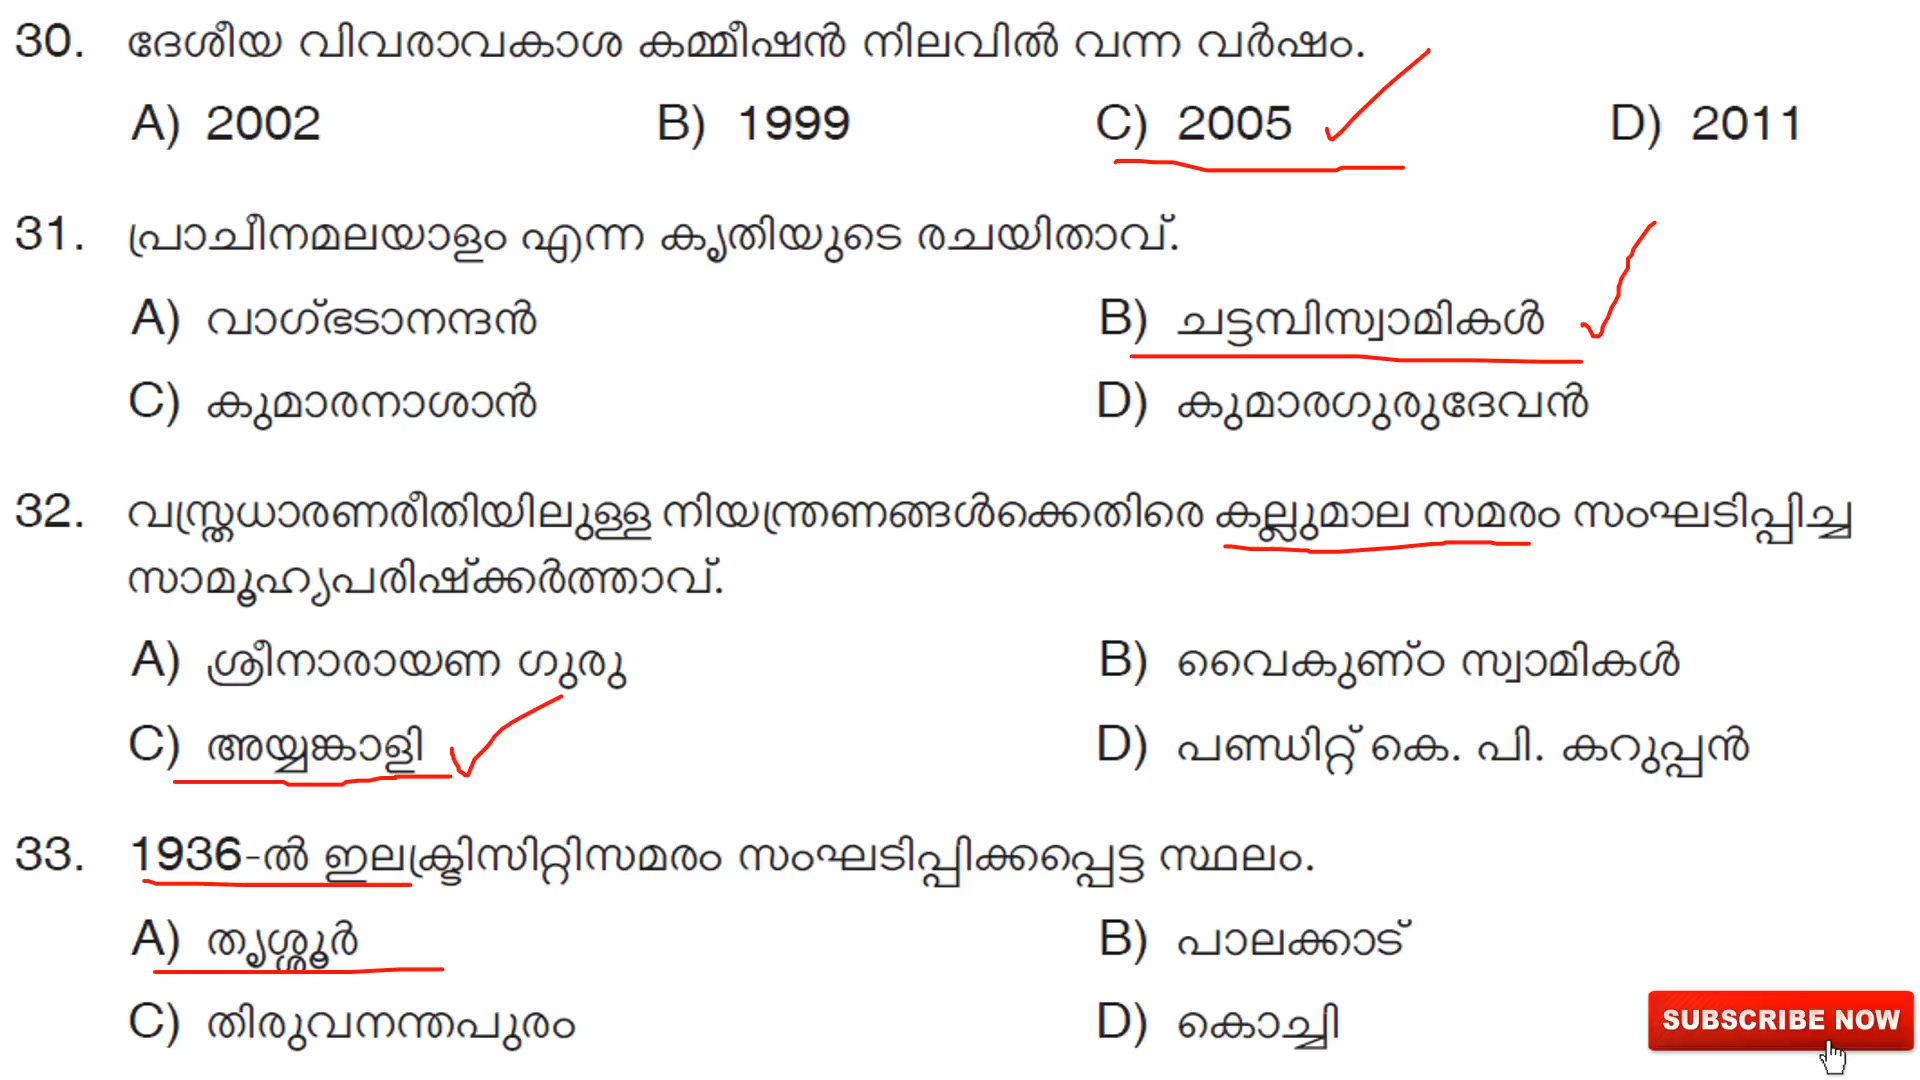 30. ദേശീയ വിവരാവകാശ കമ്മീഷൻ നിലവിൽ വന്ന വർഷം.
A) 2002 B) 1999 C) 2005 D) 2011
31. പ്രാചീനമലയാളം എന്ന കൃതിയുടെ രചയിതാവ്.
A) വാഗ്ഭടാനന്ദൻ B) ചട്ടമ്പിസ്വാമികൾ
C) കുമാരനാശാൻ D) കുമാരഗുരുദേവൻ
32. വസ്ത്രധാരണരീതിയിലുള്ള നിയന്ത്രണങ്ങൾക്കെതിരെ കല്ലുമാല സമരം സംഘടിപ്പിച്ച
സാമൂഹ്യപരിഷ്ക്കർത്താവ്.
A) ശ്രീനാരായണ ഗുരു B) വൈകുണ്ഠ സ്വാമികൾ
C) അയ്യങ്കാളി D) പണ്ഡിറ്റ് കെ. പി. കറുപ്പൻ
33. 1936-ൽ ഇലക്ട്രിസിറ്റിസമരം സംഘടിപ്പിക്കപ്പെട്ട സ്ഥലം.
A) തൃശ്ശൂർ B) പാലക്കാട്
C) തിരുവനന്തപുരം D) കൊച്ചി
SUBSCRIBE NOW